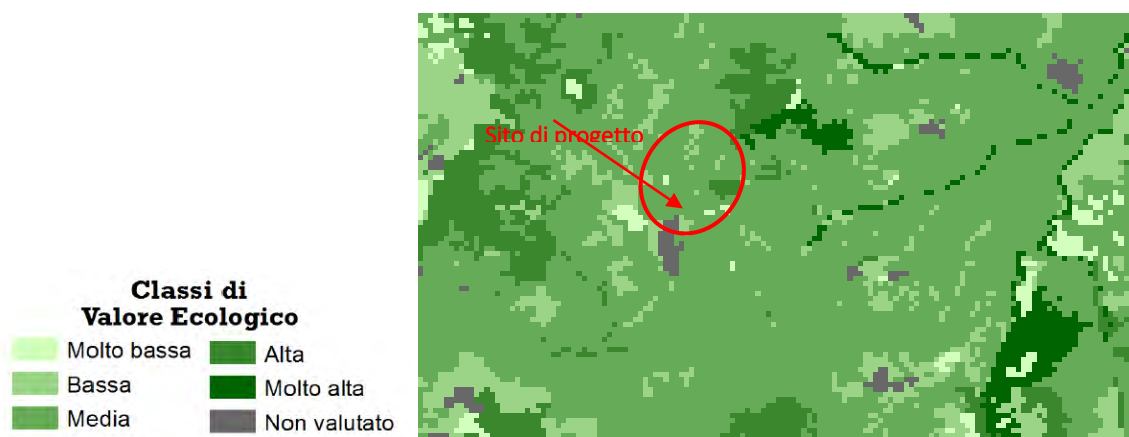 Sito di progetto
Classi di
Valore Ecologico
Molto bassa
Alta
Bassa
Molto alta
Media
Non valutato